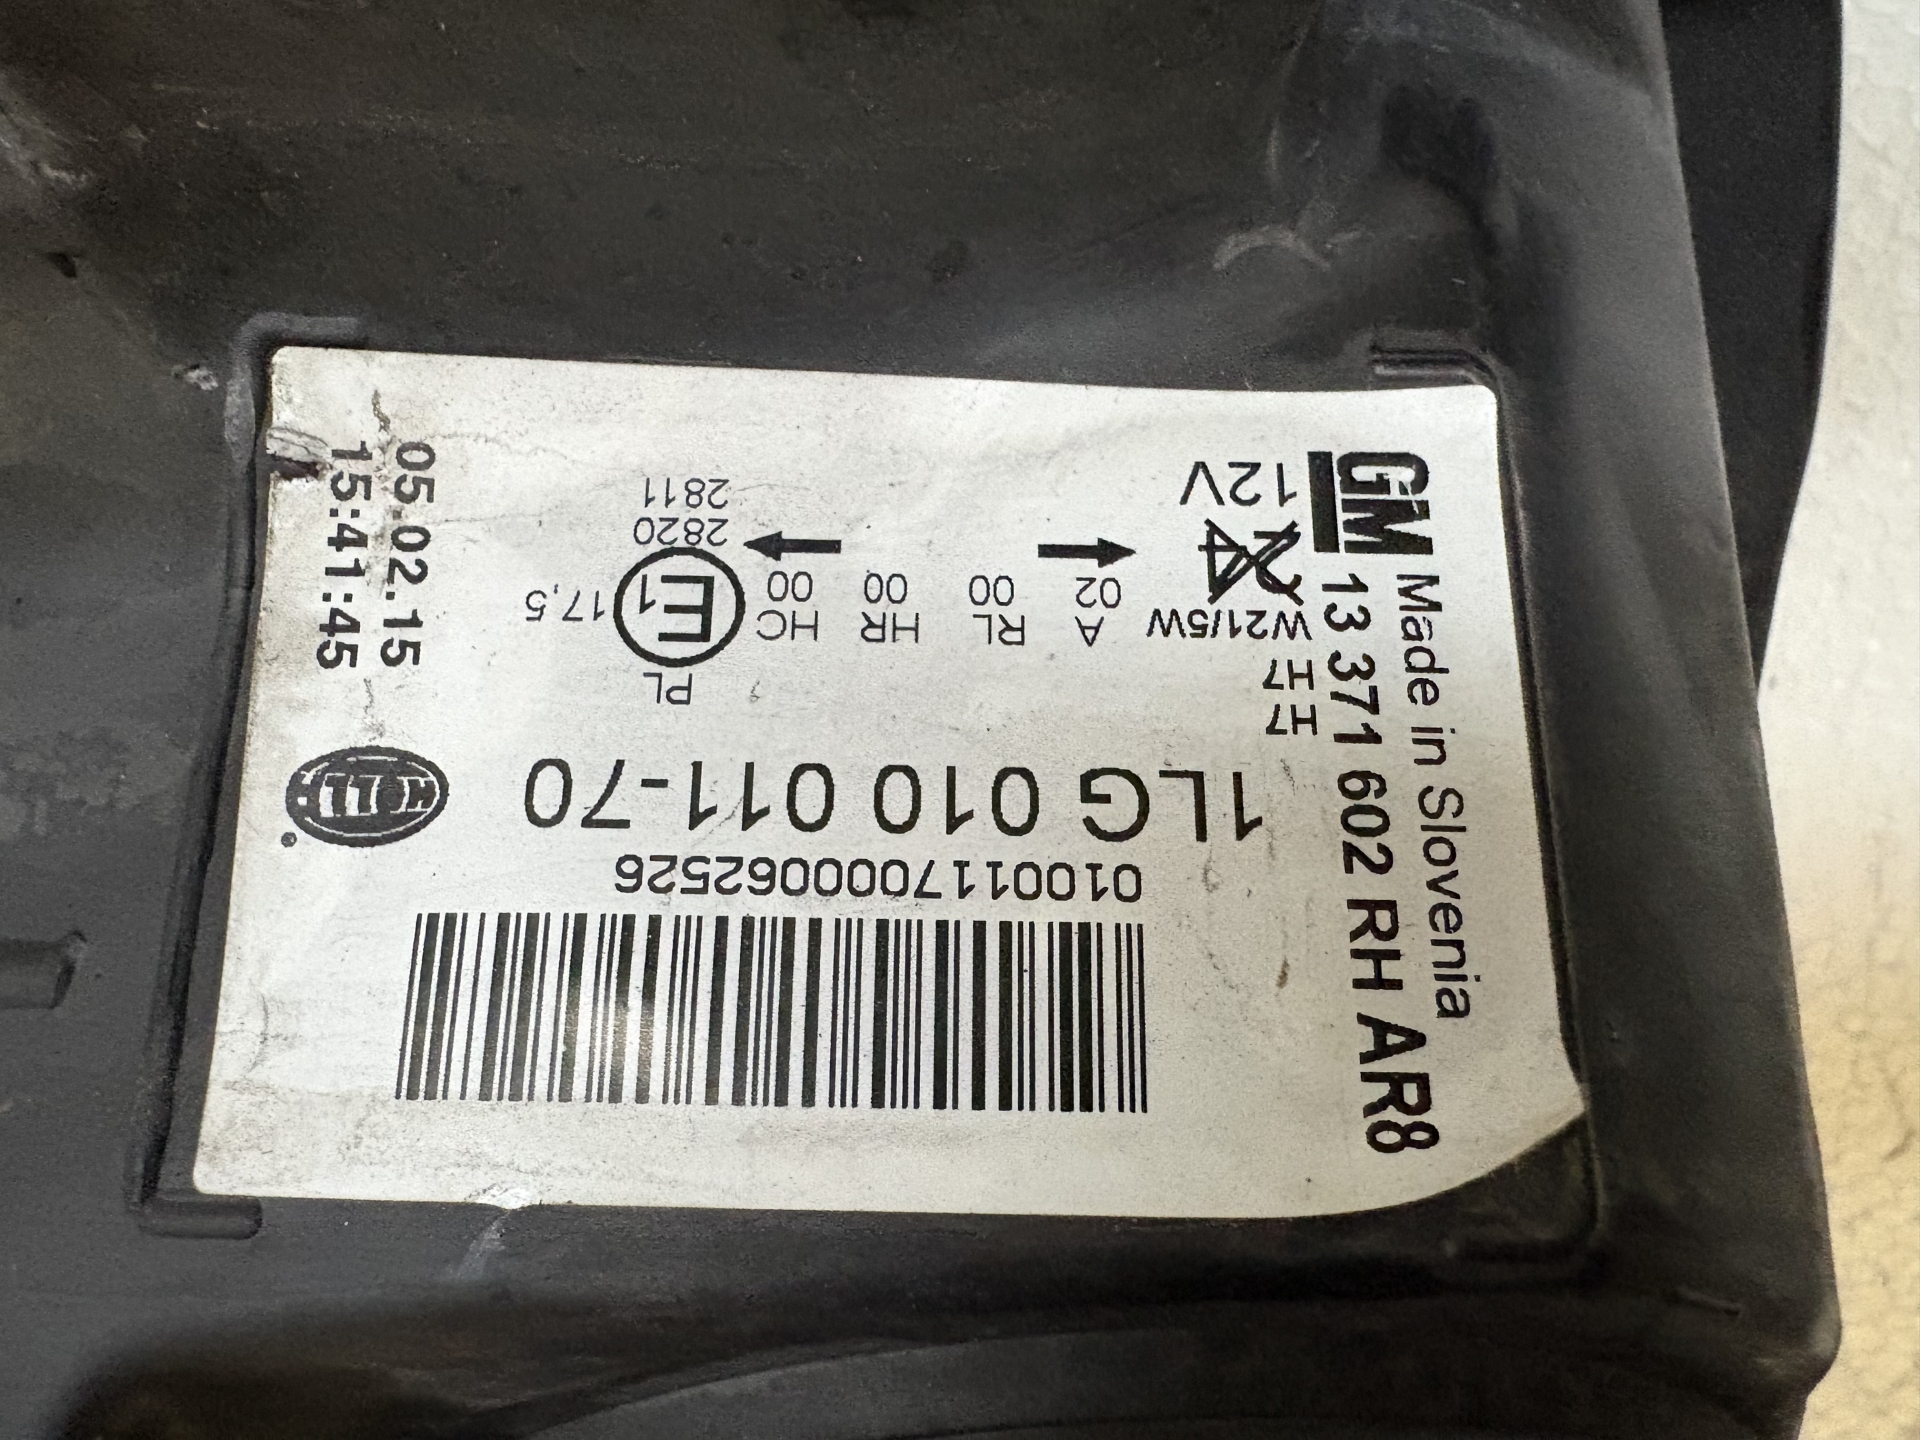 GM 13 371 602 RH AR8
Made in Slovenia
0100117000062526
1LG 010 011-70
HELLA
H7
H7
W21/5W
12V
PL
A RL HR HC
02 00 00 00
E1 17,5
2820
2811
05.02.15
15:41:45